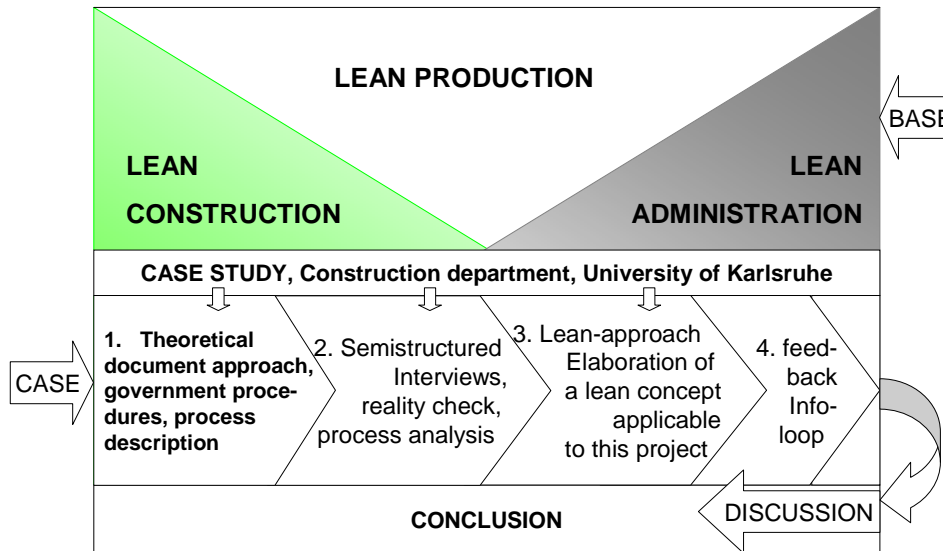 LEAN PRODUCTION
BASE
LEAN
CONSTRUCTION
LEAN
ADMINISTRATION
CASE STUDY, Construction department, University of Karlsruhe
CASE
1. Theoretical
document approach,
government proce-
dures, process
description
2. Semistructured
Interviews,
reality check,
process analysis
3. Lean-approach
Elaboration of
a lean concept
applicable
to this project
4. feed-
back
Info-
loop
DISCUSSION
CONCLUSION